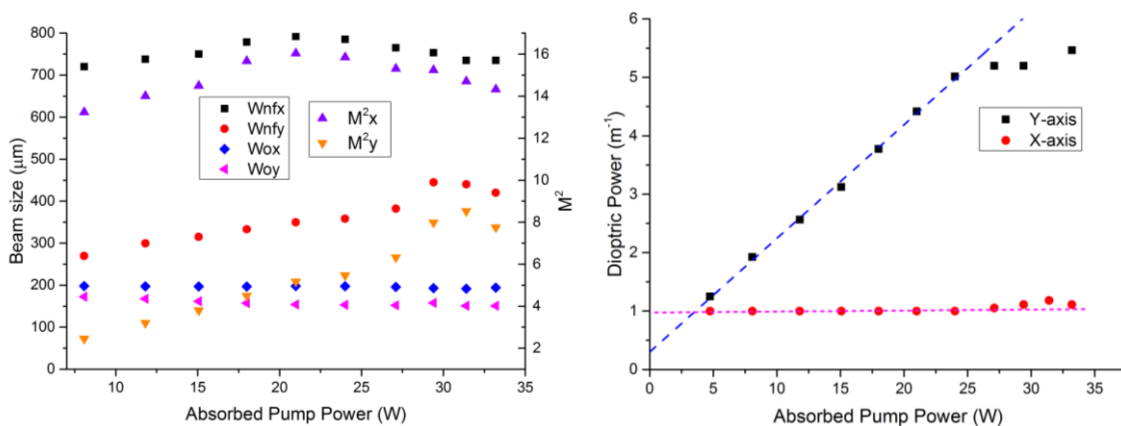 800
700
600
500
400
300
200
100
0
Beam size (μm)
10
15
20
25
30
35
Absorbed Pump Power (W)
16
14
12
10
8
6
4
2
M²
Wnfx
Wnfy
Wox
Woy
M²x
M²y
6
5
4
3
2
1
0
Dioptric Power (m⁻¹)
0
5
10
15
20
25
30
35
Absorbed Pump Power (W)
Y-axis
X-axis